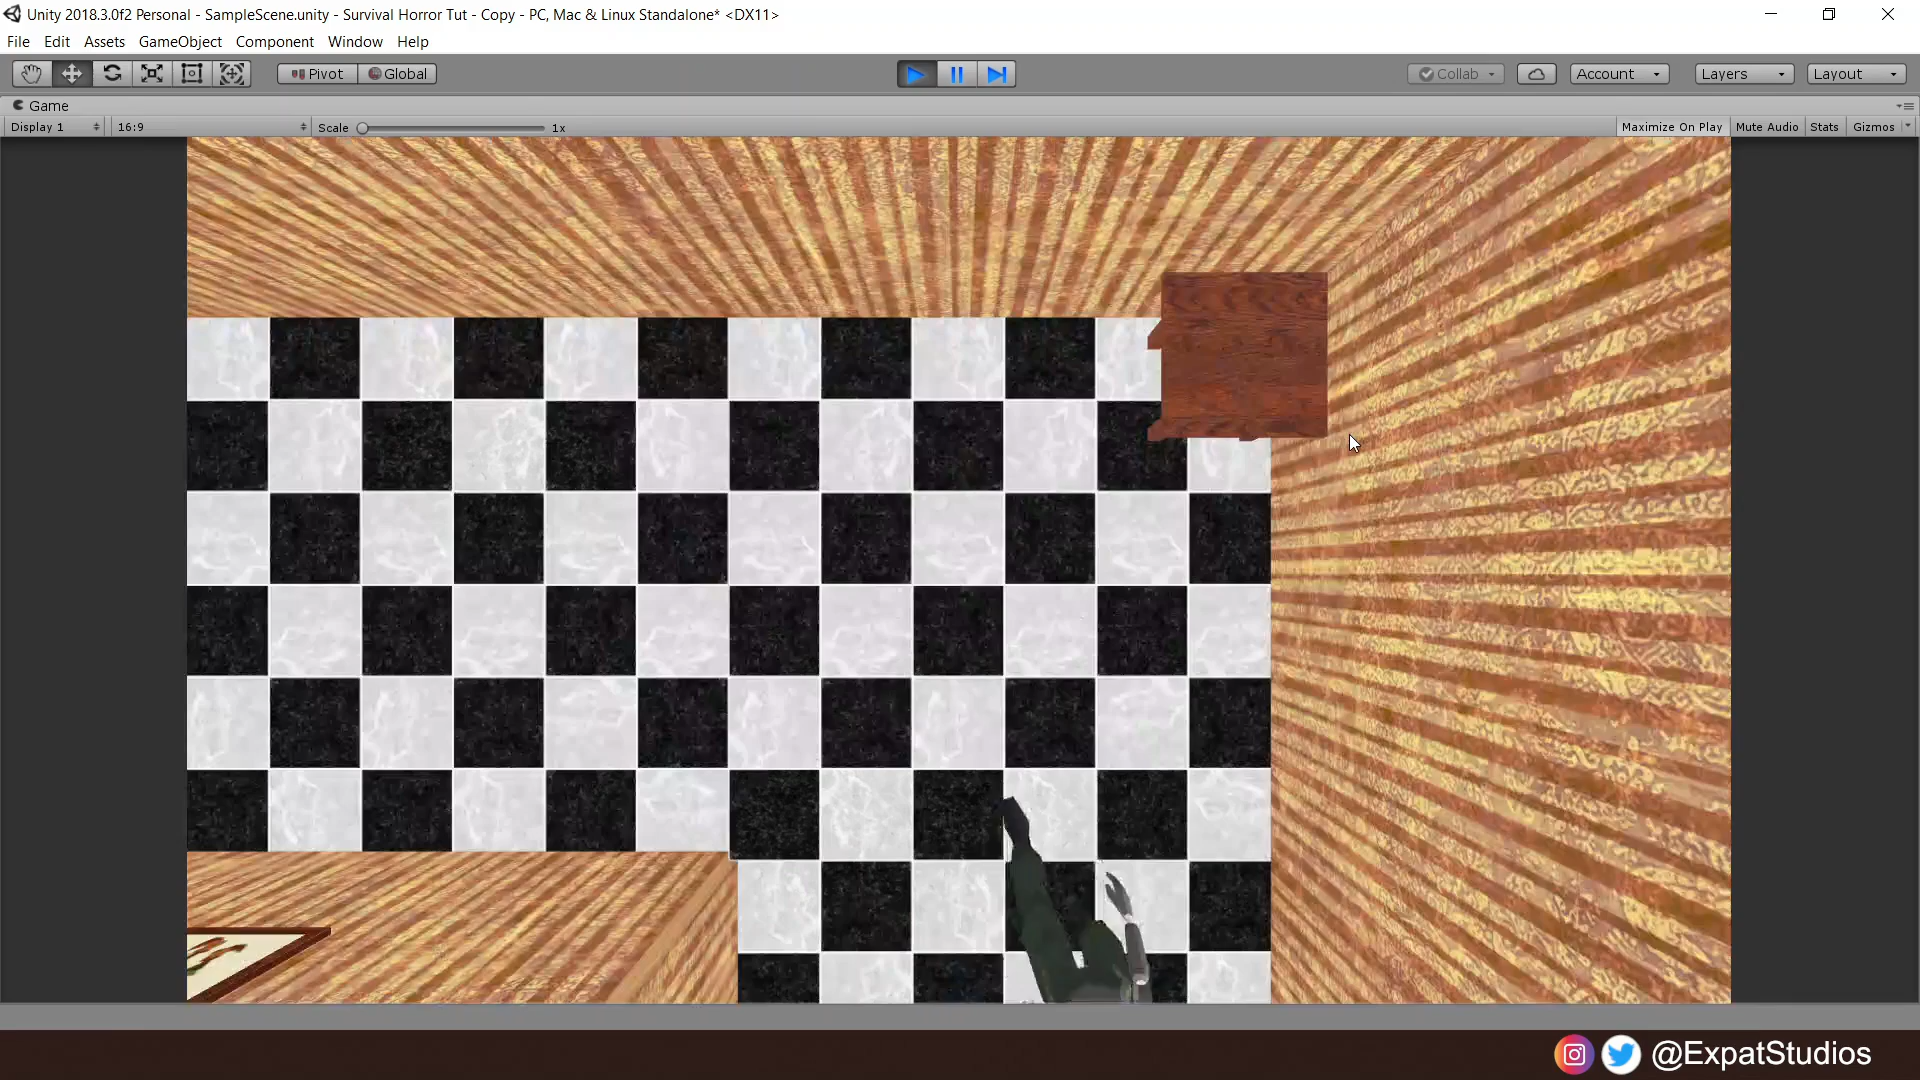 Unity 2018.3.0f2 Personal - SampleScene.unity - Survival Horror Tut - Copy - PC, Mac & Linux Standalone* <DX11>
File Edit Assets GameObject Component Window Help
Pivot Global Collab Account Layers Layout
Game
Display 1 16:9 Scale 1x Maximize On Play Mute Audio Stats Gizmos
@ExpatStudios